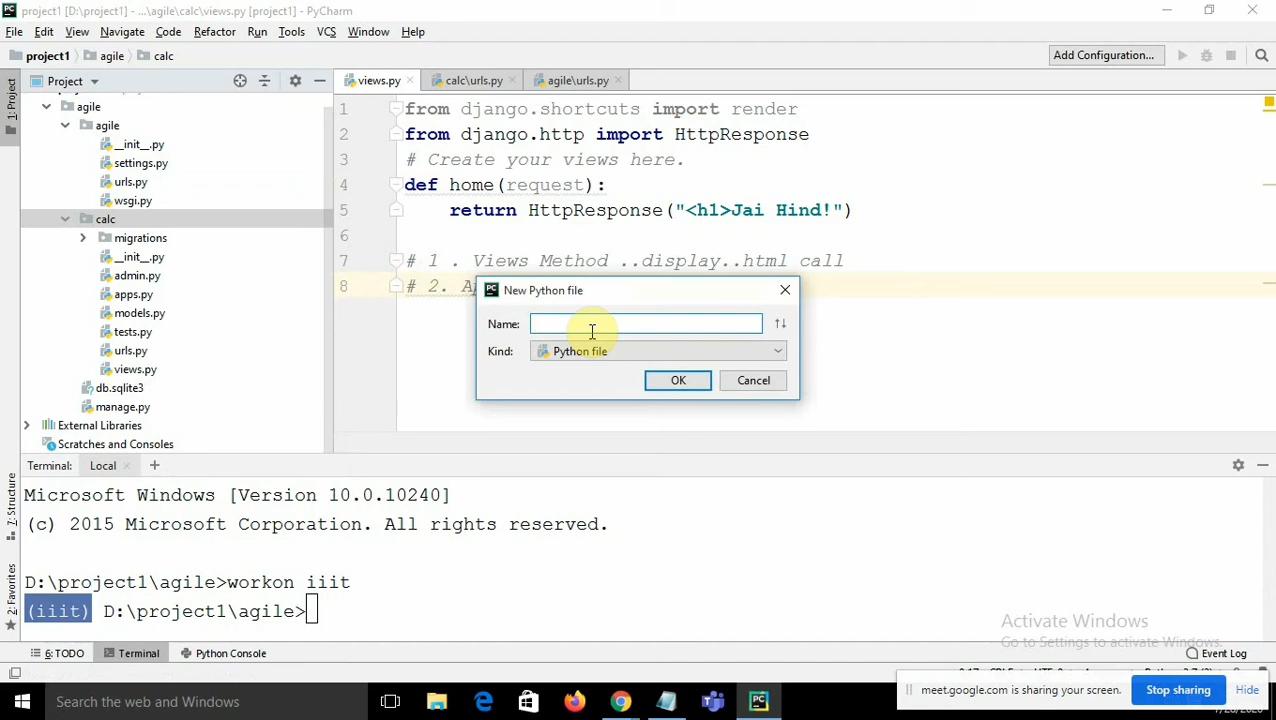 project1 [D:\project1] - ...\agile\calc\views.py [project1] - PyCharm
File Edit View Navigate Code Refactor Run Tools VCS Window Help
project1 agile calc Add Configuration...
Project views.py calc\urls.py agile\urls.py
1: Project
agile
agile
__init__.py
settings.py
urls.py
wsgi.py
calc
migrations
__init__.py
admin.py
apps.py
models.py
tests.py
urls.py
views.py
db.sqlite3
manage.py
External Libraries
Scratches and Consoles
1 from django.shortcuts import render
2 from django.http import HttpResponse
3 # Create your views here.
4 def home(request):
5 return HttpResponse("<h1>Jai Hind!")
6
7 # 1 . Views Method ..display..html call
8 # 2.
New Python file
Name:
Kind: Python file
OK Cancel
Terminal: Local
Z: Structure
2: Favorites
Microsoft Windows [Version 10.0.10240]
(c) 2015 Microsoft Corporation. All rights reserved.
D:\project1\agile>workon iiit
(iiit) D:\project1\agile>
Activate Windows
Go to Settings to activate Windows.
6: TODO Terminal Python Console Event Log
meet.google.com is sharing your screen. Stop sharing Hide
Search the web and Windows